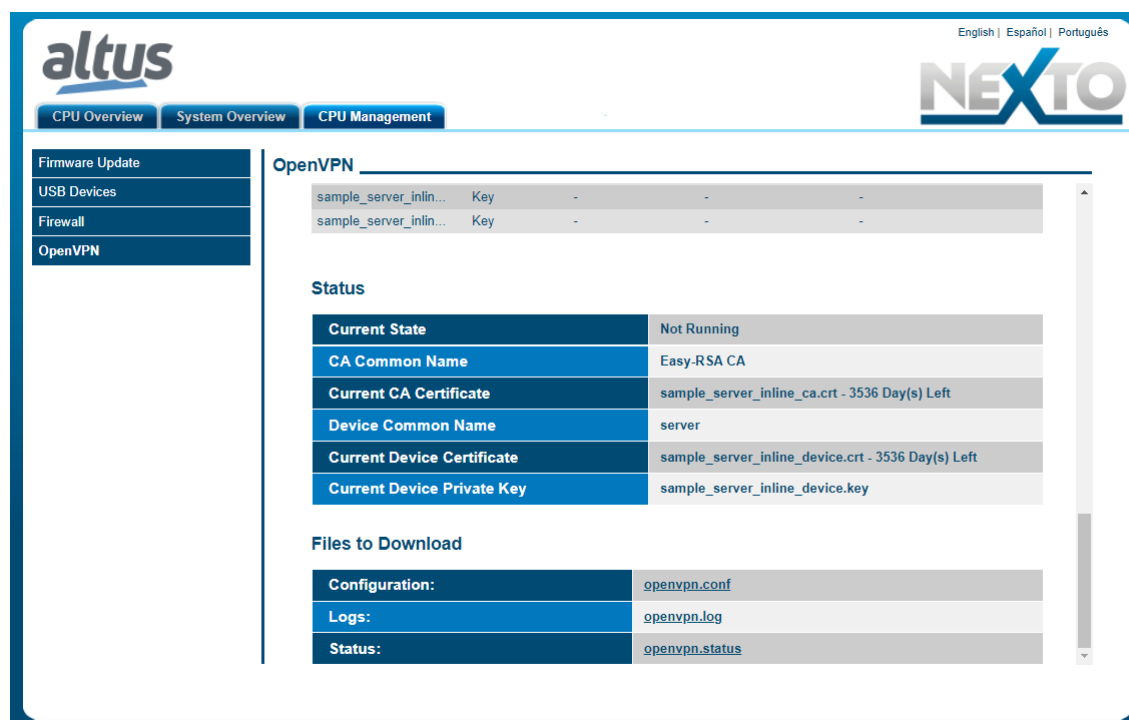 English | Español | Português
altus
NEXTO
CPU Overview System Overview CPU Management
Firmware Update
USB Devices
Firewall
OpenVPN
OpenVPN
sample_server_inlin... Key - - -
sample_server_inlin... Key - - -
Status
Current State Not Running
CA Common Name Easy-RSA CA
Current CA Certificate sample_server_inline_ca.crt - 3536 Day(s) Left
Device Common Name server
Current Device Certificate sample_server_inline_device.crt - 3536 Day(s) Left
Current Device Private Key sample_server_inline_device.key
Files to Download
Configuration: openvpn.conf
Logs: openvpn.log
Status: openvpn.status